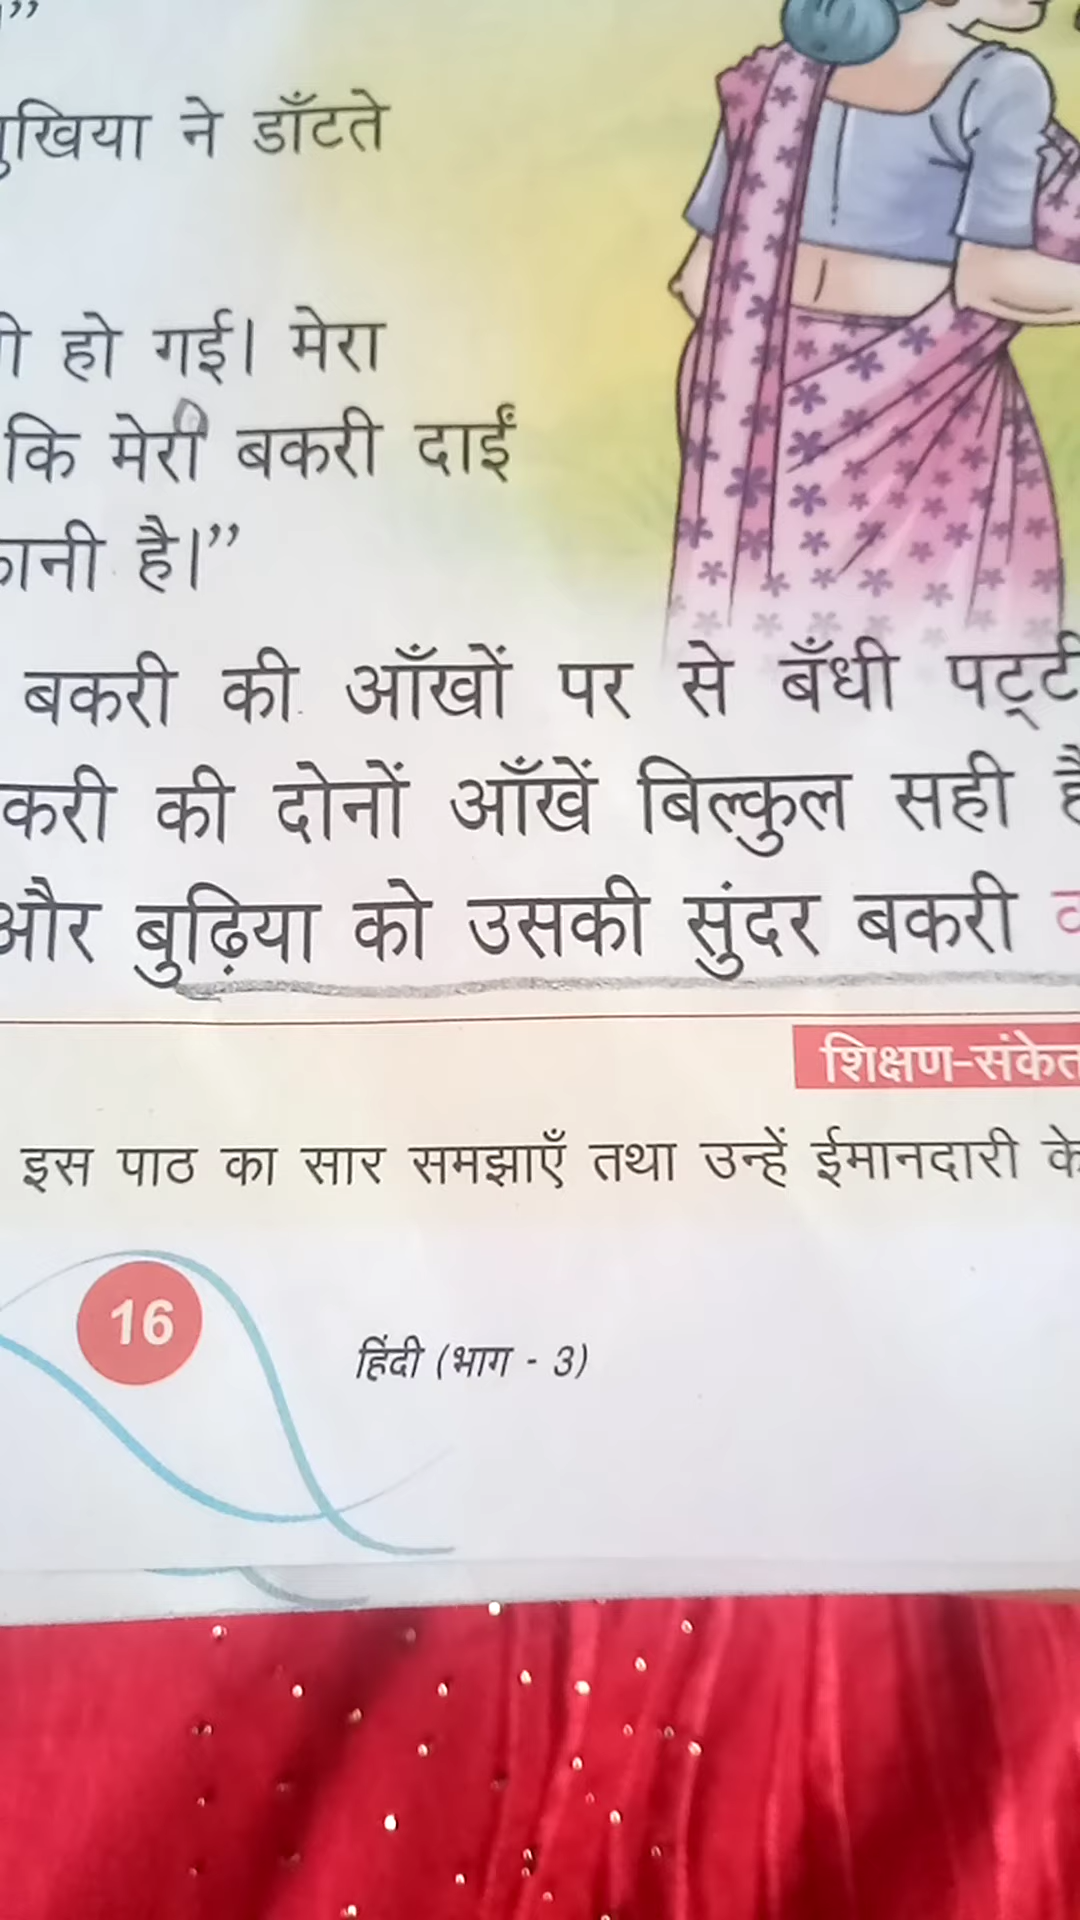 ”
ने डाँटते
हो गई। मेरा
कि मेरी बकरी दाईं
है।”
बकरी की आँखों पर से बँधी
की दोनों आँखें बिल्कुल सही
और बुढ़िया को उसकी सुंदर बकरी
शिक्षण-संकेत
इस पाठ का सार समझाएँ तथा उन्हें ईमानदारी के
16
हिंदी (भाग - 3)